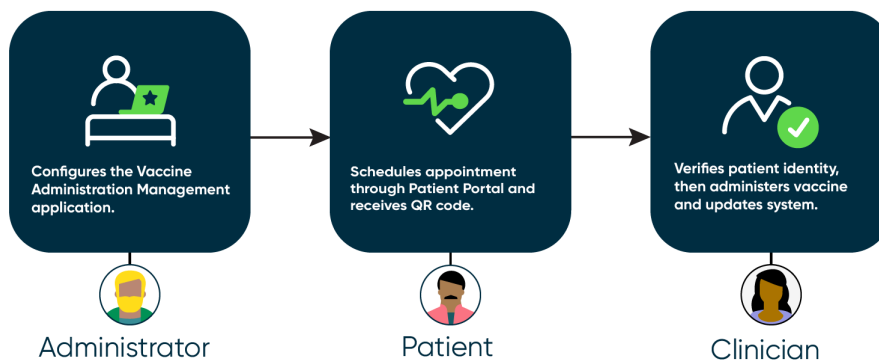 Configures the Vaccine
Administration Management
application.
Schedules appointment
through Patient Portal and
receives QR code.
Verifies patient identity,
then administers vaccine
and updates system.
Administrator
Patient
Clinician